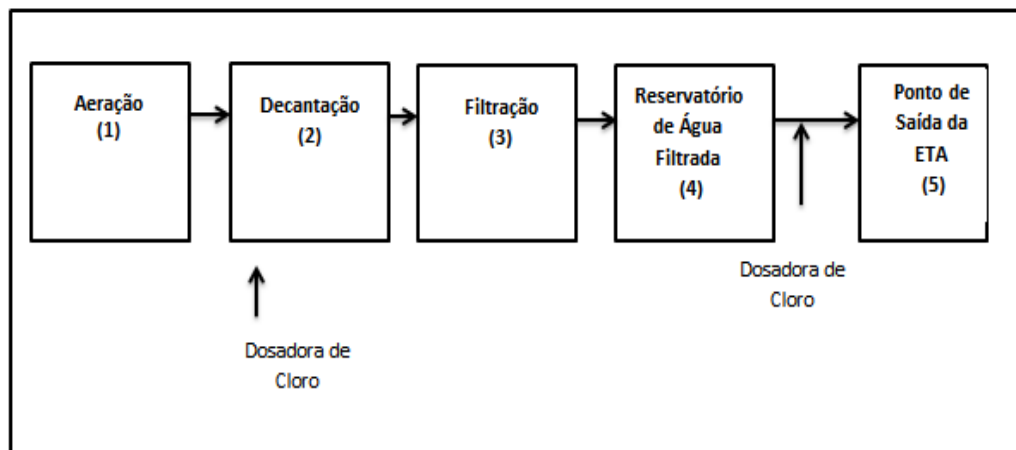 Aeração
(1)
Decantação
(2)
Filtração
(3)
Reservatório
de Água
Filtrada
(4)
Ponto de
Saída da
ETA
(5)
Dosadora de
Cloro
Dosadora de
Cloro